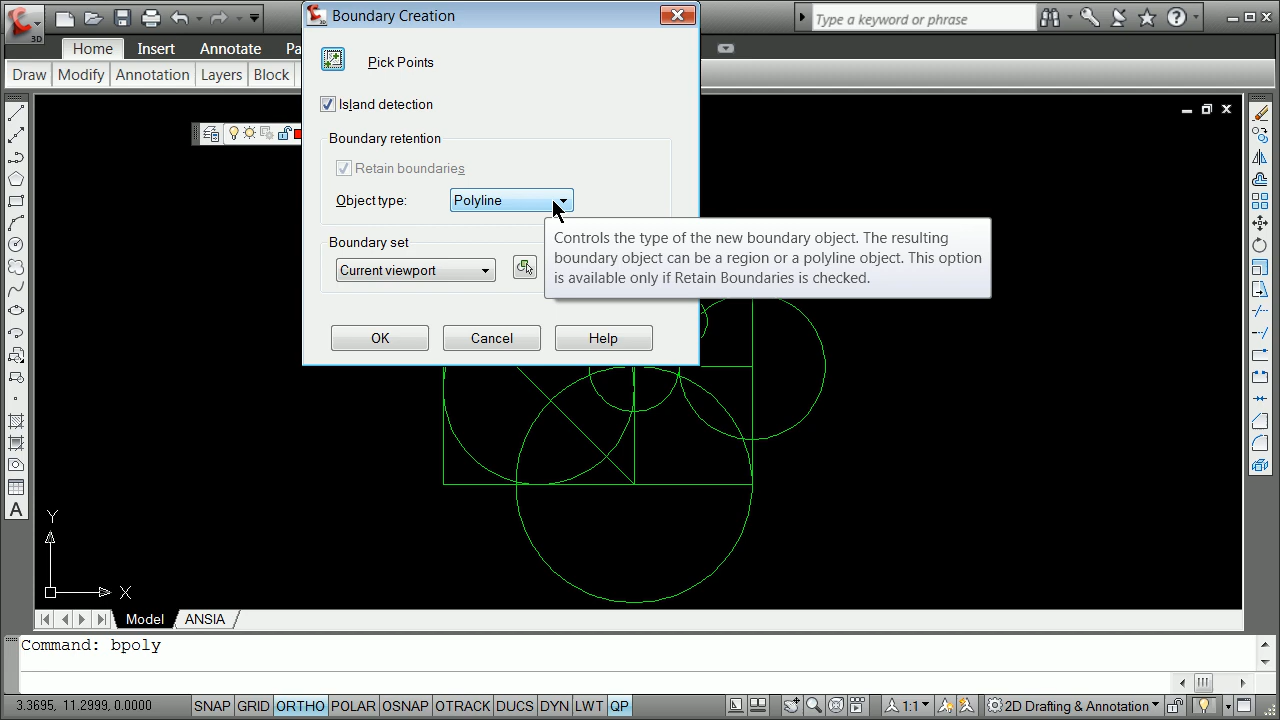 Boundary Creation
Type a keyword or phrase
3D
Home Insert Annotate Pa
Draw Modify Annotation Layers Block
Pick Points
Island detection
Boundary retention
Retain boundaries
Object type: Polyline
Controls the type of the new boundary object. The resulting
boundary object can be a region or a polyline object. This option
is available only if Retain Boundaries is checked.
Boundary set
Current viewport
OK Cancel Help
A
Y
X
Model ANSIA
Command: bpoly
3.3695, 11.2999, 0.0000 SNAP GRID ORTHO POLAR OSNAP OTRACK DUCS DYN LWT QP 1:1 2D Drafting & Annotation